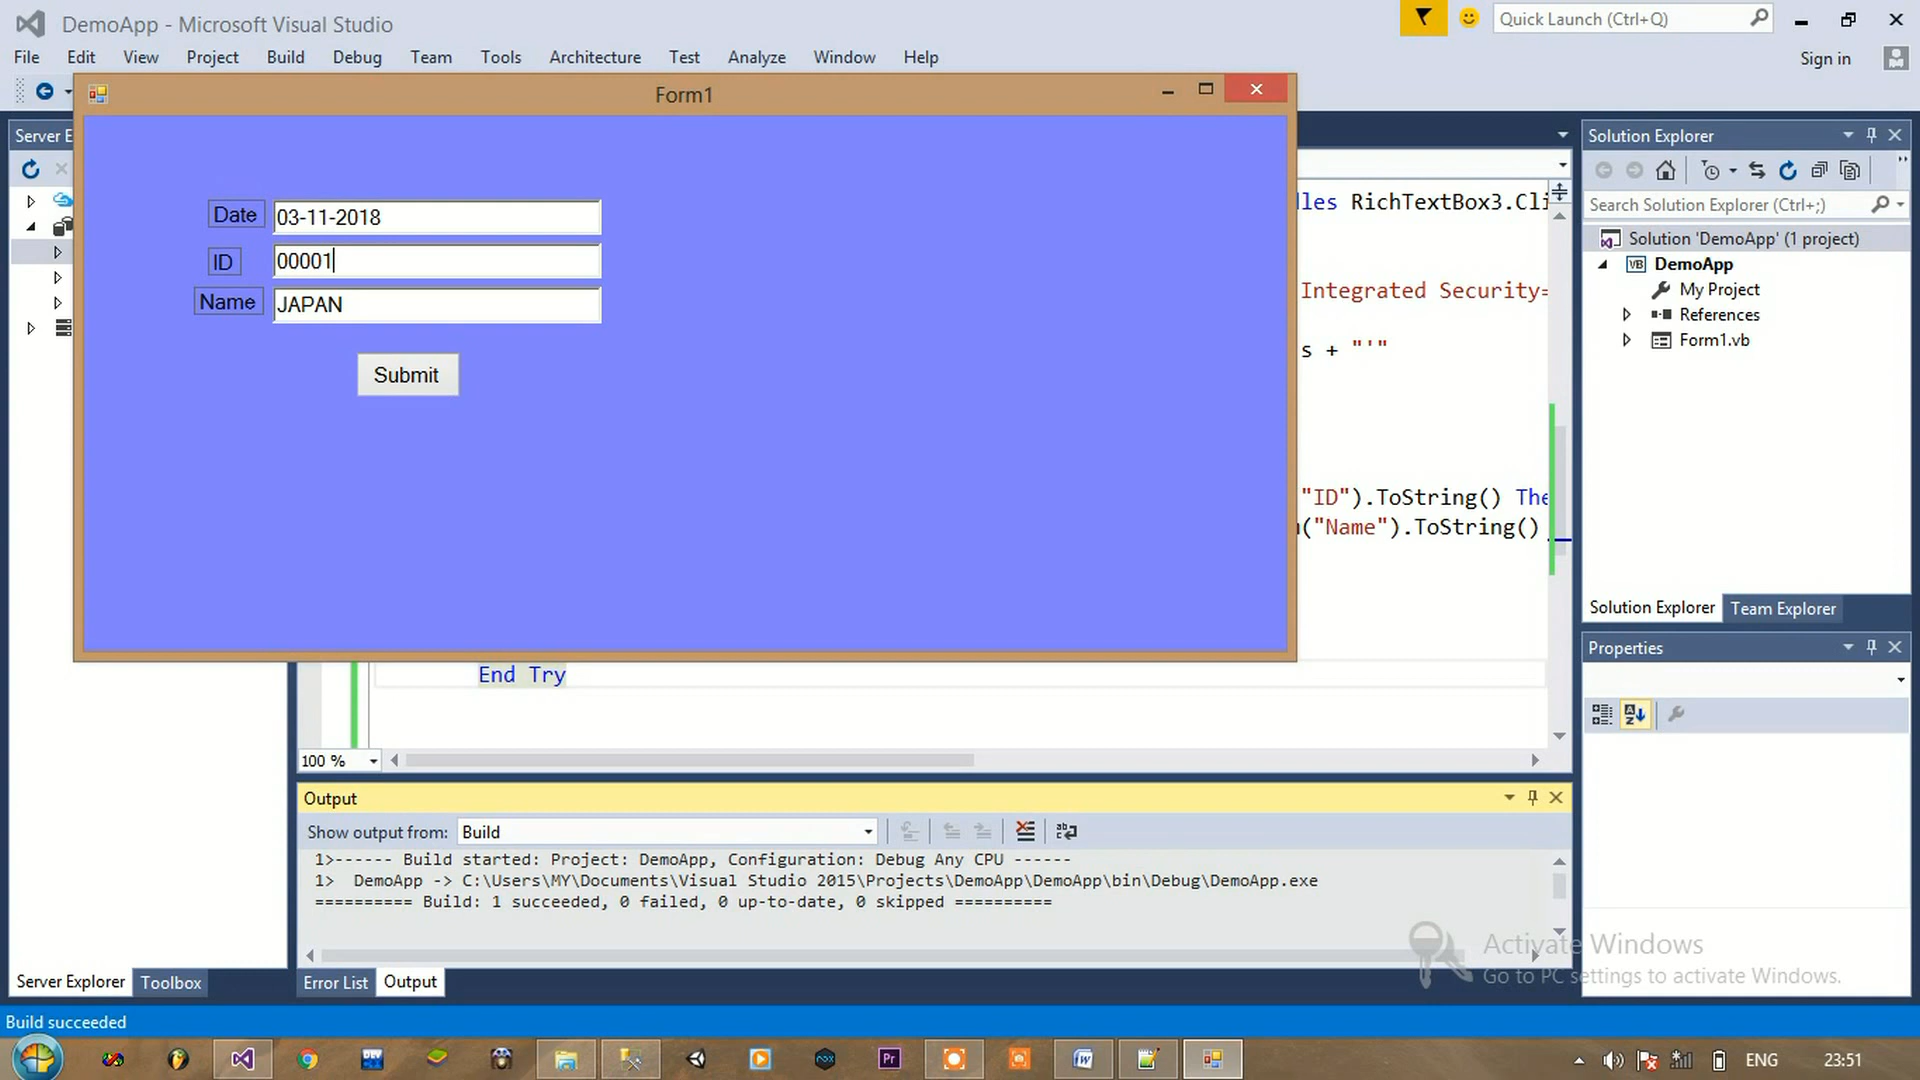 DemoApp - Microsoft Visual Studio
Quick Launch (Ctrl+Q)
File Edit View Project Build Debug Team Tools Architecture Test Analyze Window Help
Sign in
Form1
Server E
Solution Explorer
Date 03-11-2018
ID 00001
Name JAPAN
Submit
RichTextBox3.Cli
Search Solution Explorer (Ctrl+;)
Solution 'DemoApp' (1 project)
VB DemoApp
My Project
References
Form1.vb
Integrated Security=
s + "'"
"ID").ToString() The
("Name").ToString()
Solution Explorer Team Explorer
Properties
End Try
100 %
Output
Show output from: Build
1>------ Build started: Project: DemoApp, Configuration: Debug Any CPU ------
1>  DemoApp -> C:\Users\MY\Documents\Visual Studio 2015\Projects\DemoApp\DemoApp\bin\Debug\DemoApp.exe
========== Build: 1 succeeded, 0 failed, 0 up-to-date, 0 skipped ==========
Activate Windows
Go to PC settings to activate Windows.
Server Explorer Toolbox
Error List Output
Build succeeded
DEV
nox
Pr
ENG
23:51